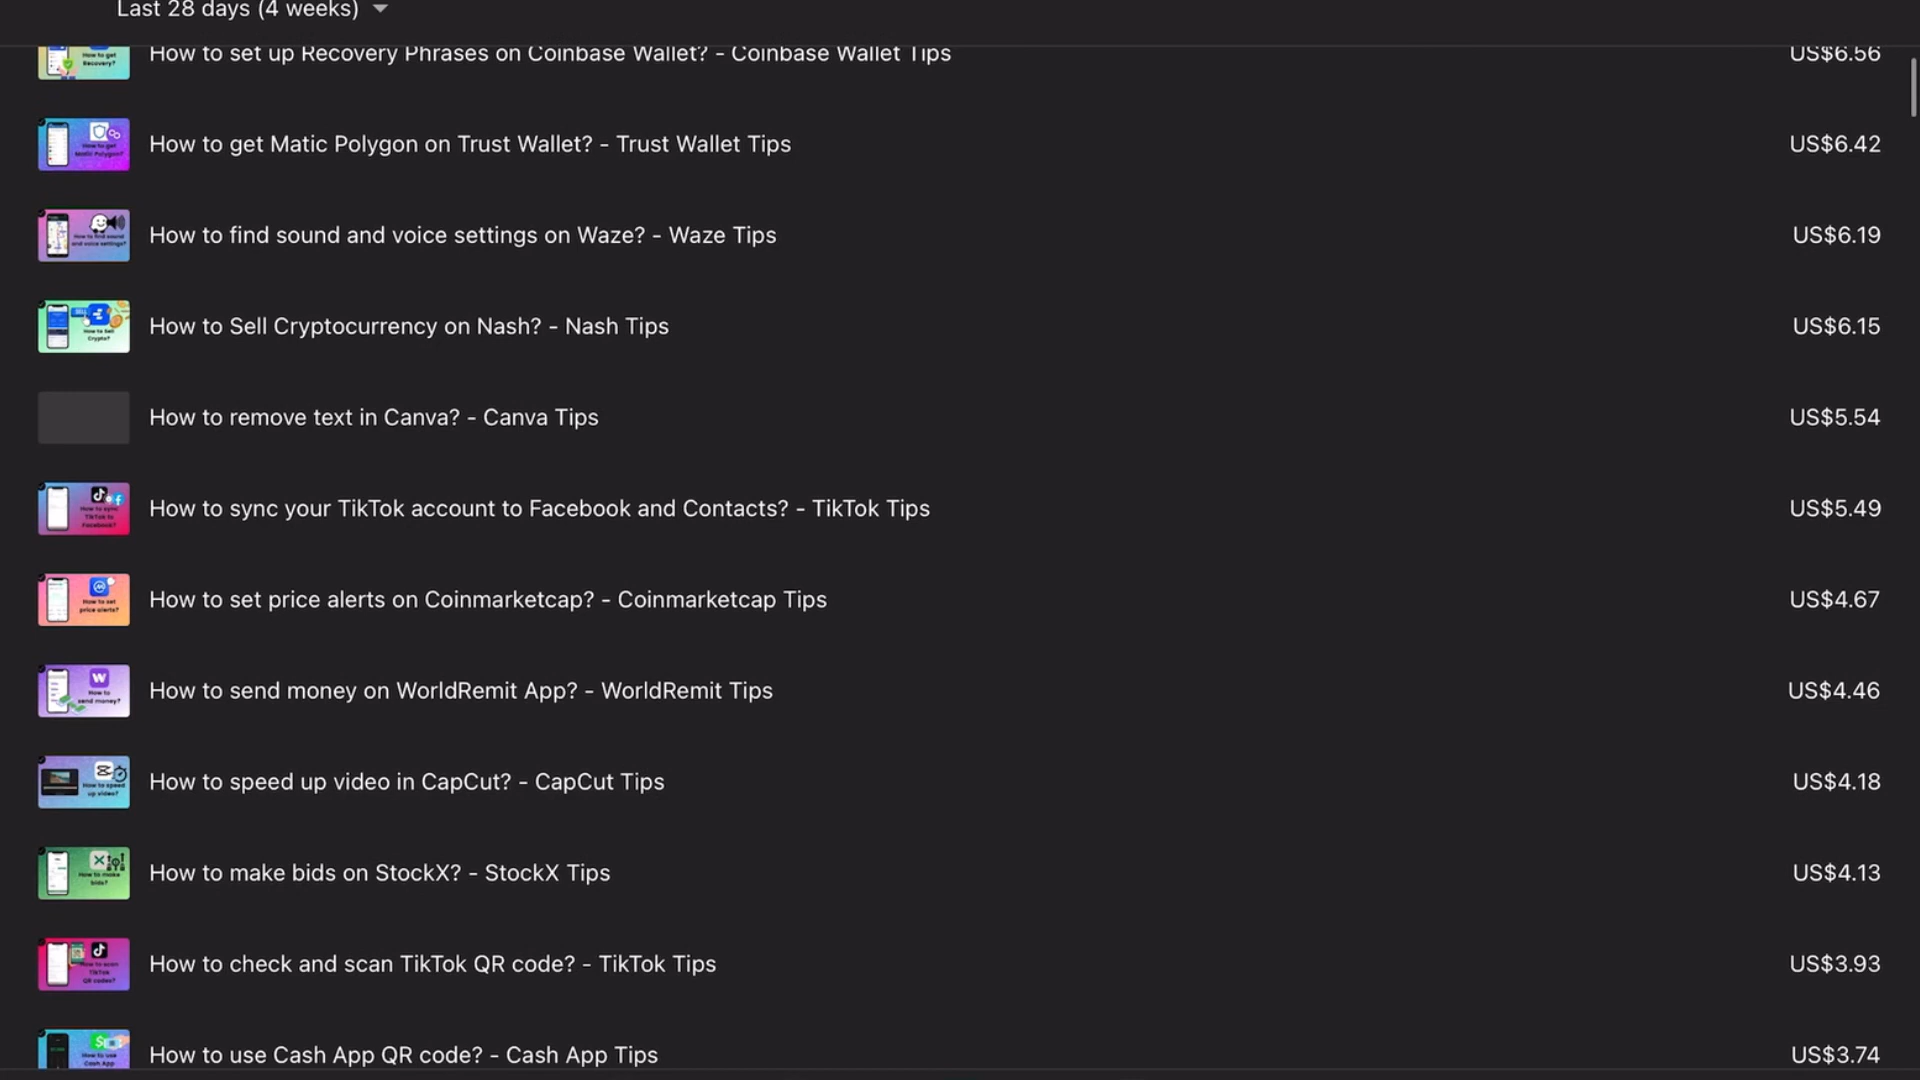 Last 28 days (4 weeks)
How to set up Recovery Phrases on Coinbase Wallet? - Coinbase Wallet Tips US$6.56
How to get Matic Polygon on Trust Wallet? - Trust Wallet Tips US$6.42
How to find sound and voice settings on Waze? - Waze Tips US$6.19
How to Sell Cryptocurrency on Nash? - Nash Tips US$6.15
How to remove text in Canva? - Canva Tips US$5.54
How to sync your TikTok account to Facebook and Contacts? - TikTok Tips US$5.49
How to set price alerts on Coinmarketcap? - Coinmarketcap Tips US$4.67
How to send money on WorldRemit App? - WorldRemit Tips US$4.46
How to speed up video in CapCut? - CapCut Tips US$4.18
How to make bids on StockX? - StockX Tips US$4.13
How to check and scan TikTok QR code? - TikTok Tips US$3.93
How to use Cash App QR code? - Cash App Tips US$3.74